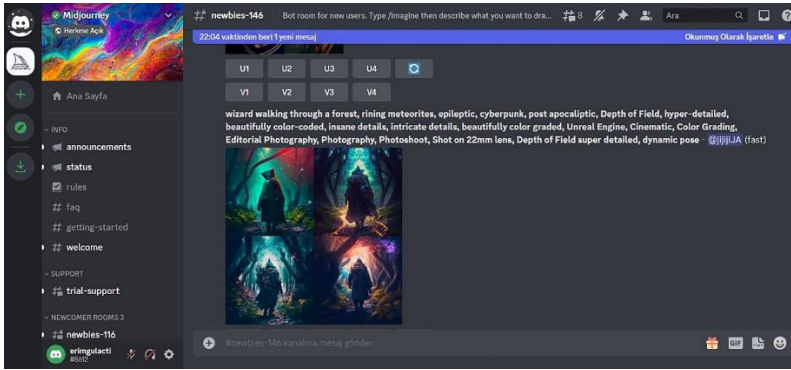 Midjourney
Herkese Açık
Ana Sayfa
INFO
announcements
status
rules
faq
getting-started
welcome
SUPPORT
trial-support
NEWCOMER ROOMS 3
newbies-116
erimgulacti
#8612
newbies-146
Bot room for new users. Type /imagine then describe what you want to dra...
8
Ara
22:04 vaktinden beri 1 yeni mesaj
Okunmuş Olarak İşaretle
U1 U2 U3 U4
V1 V2 V3 V4
wizard walking through a forest, rining meteorites, epileptic, cyberpunk, post apocaliptic, Depth of Field, hyper-detailed,
beautifully color-coded, insane details, intricate details, beautifully color graded, Unreal Engine, Cinematic, Color Grading,
Editorial Photography, Photography, Photoshoot, Shot on 22mm lens, Depth of Field super detailed, dynamic pose - @jijijiJA (fast)
#newbies-146 kanalına mesaj gönder
GIF